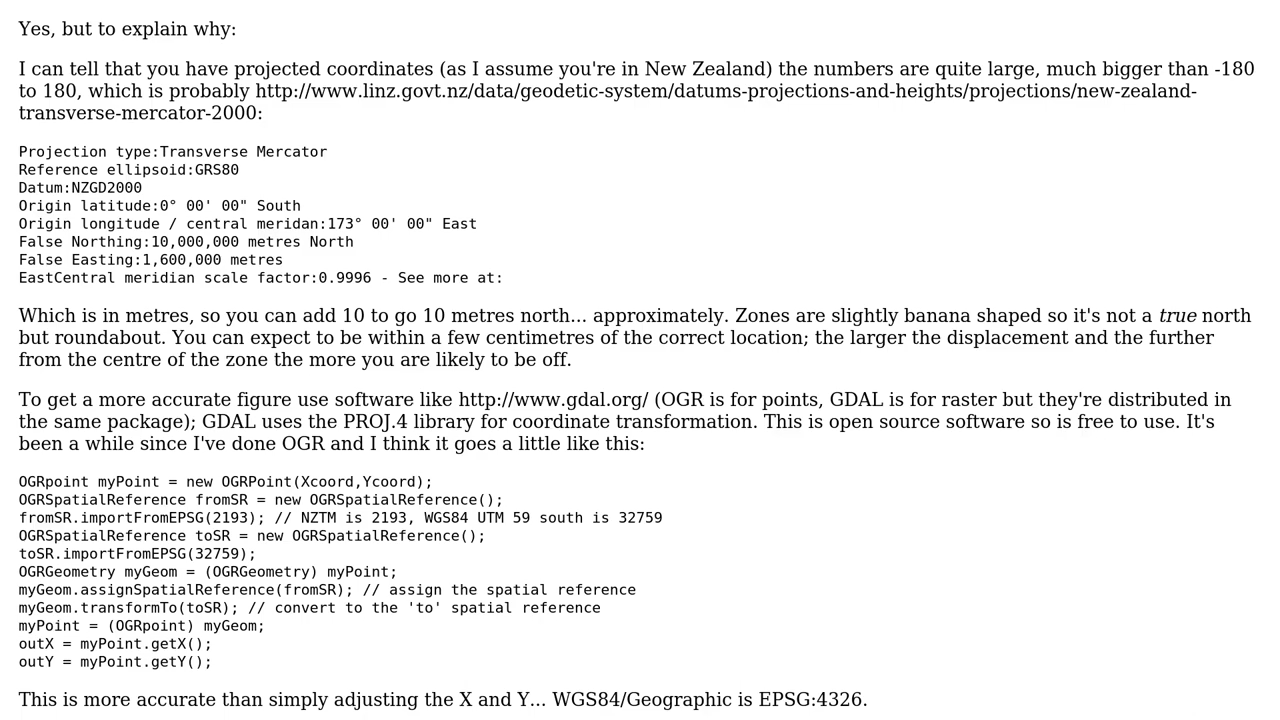 Yes, but to explain why:
I can tell that you have projected coordinates (as I assume you're in New Zealand) the numbers are quite large, much bigger than -180
to 180, which is probably http://www.linz.govt.nz/data/geodetic-system/datums-projections-and-heights/projections/new-zealand-
transverse-mercator-2000:
Projection type:Transverse Mercator
Reference ellipsoid:GRS80
Datum:NZGD2000
Origin latitude:0° 00' 00" South
Origin longitude / central meridan:173° 00' 00" East
False Northing:10,000,000 metres North
False Easting:1,600,000 metres
EastCentral meridian scale factor:0.9996 - See more at:
Which is in metres, so you can add 10 to go 10 metres north... approximately. Zones are slightly banana shaped so it's not a true north
but roundabout. You can expect to be within a few centimetres of the correct location; the larger the displacement and the further
from the centre of the zone the more you are likely to be off.
To get a more accurate figure use software like http://www.gdal.org/ (OGR is for points, GDAL is for raster but they're distributed in
the same package); GDAL uses the PROJ.4 library for coordinate transformation. This is open source software so is free to use. It's
been a while since I've done OGR and I think it goes a little like this:
OGRpoint myPoint = new OGRPoint(Xcoord,Ycoord);
OGRSpatialReference fromSR = new OGRSpatialReference();
fromSR.importFromEPSG(2193); // NZTM is 2193, WGS84 UTM 59 south is 32759
OGRSpatialReference toSR = new OGRSpatialReference();
toSR.importFromEPSG(32759);
OGRGeometry myGeom = (OGRGeometry) myPoint;
myGeom.assignSpatialReference(fromSR); // assign the spatial reference
myGeom.transformTo(toSR); // convert to the 'to' spatial reference
myPoint = (OGRpoint) myGeom;
outX = myPoint.getX();
outY = myPoint.getY();
This is more accurate than simply adjusting the X and Y... WGS84/Geographic is EPSG:4326.